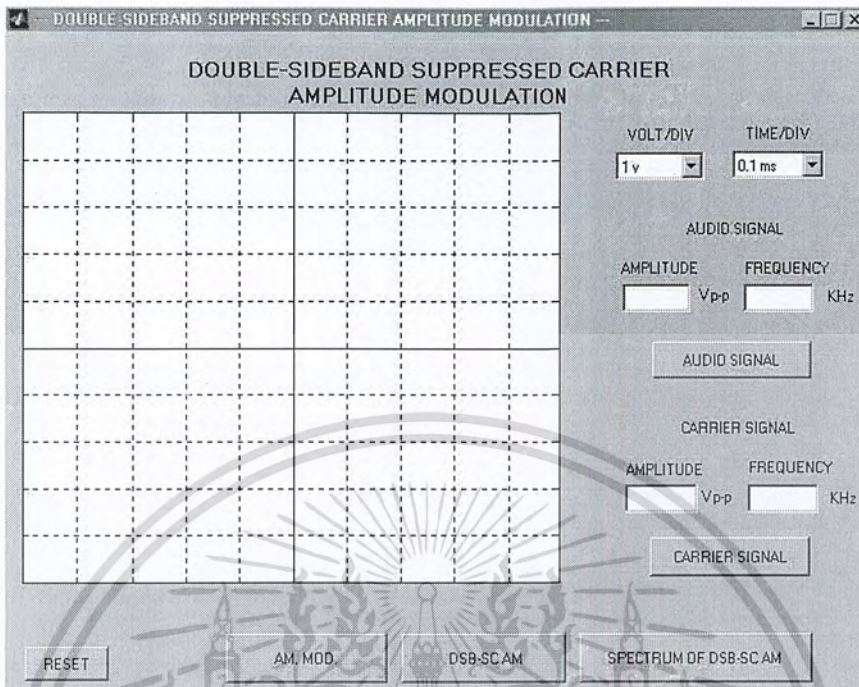 -- DOUBLE-SIDEBAND SUPPRESSED CARRIER AMPLITUDE MODULATION --
DOUBLE-SIDEBAND SUPPRESSED CARRIER
AMPLITUDE MODULATION
VOLT/DIV TIME/DIV
1 v 0.1 ms
AUDIO SIGNAL
AMPLITUDE FREQUENCY
Vp-p KHz
AUDIO SIGNAL
CARRIER SIGNAL
AMPLITUDE FREQUENCY
Vp-p KHz
CARRIER SIGNAL
RESET AM. MOD. DSB-SC AM SPECTRUM OF DSB-SC AM